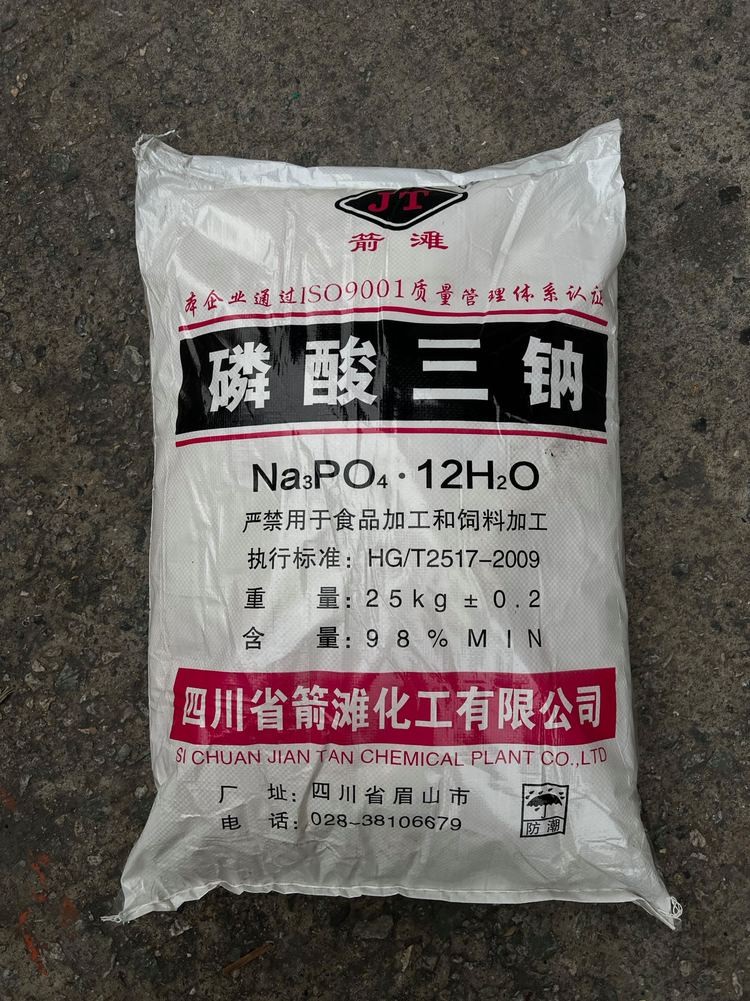 JT
箭滩
本企业通过ISO9001质量管理体系认证
磷酸三钠
Na₃PO₄·12H₂O
严禁用于食品加工和饲料加工
执行标准：HG/T2517-2009
重量：25kg±0.2
含量：98%MIN
四川省箭滩化工有限公司
SI CHUAN JIAN TAN CHEMICAL PLANT CO.,LTD
厂址：四川省眉山市
电话：028-38106679
防潮